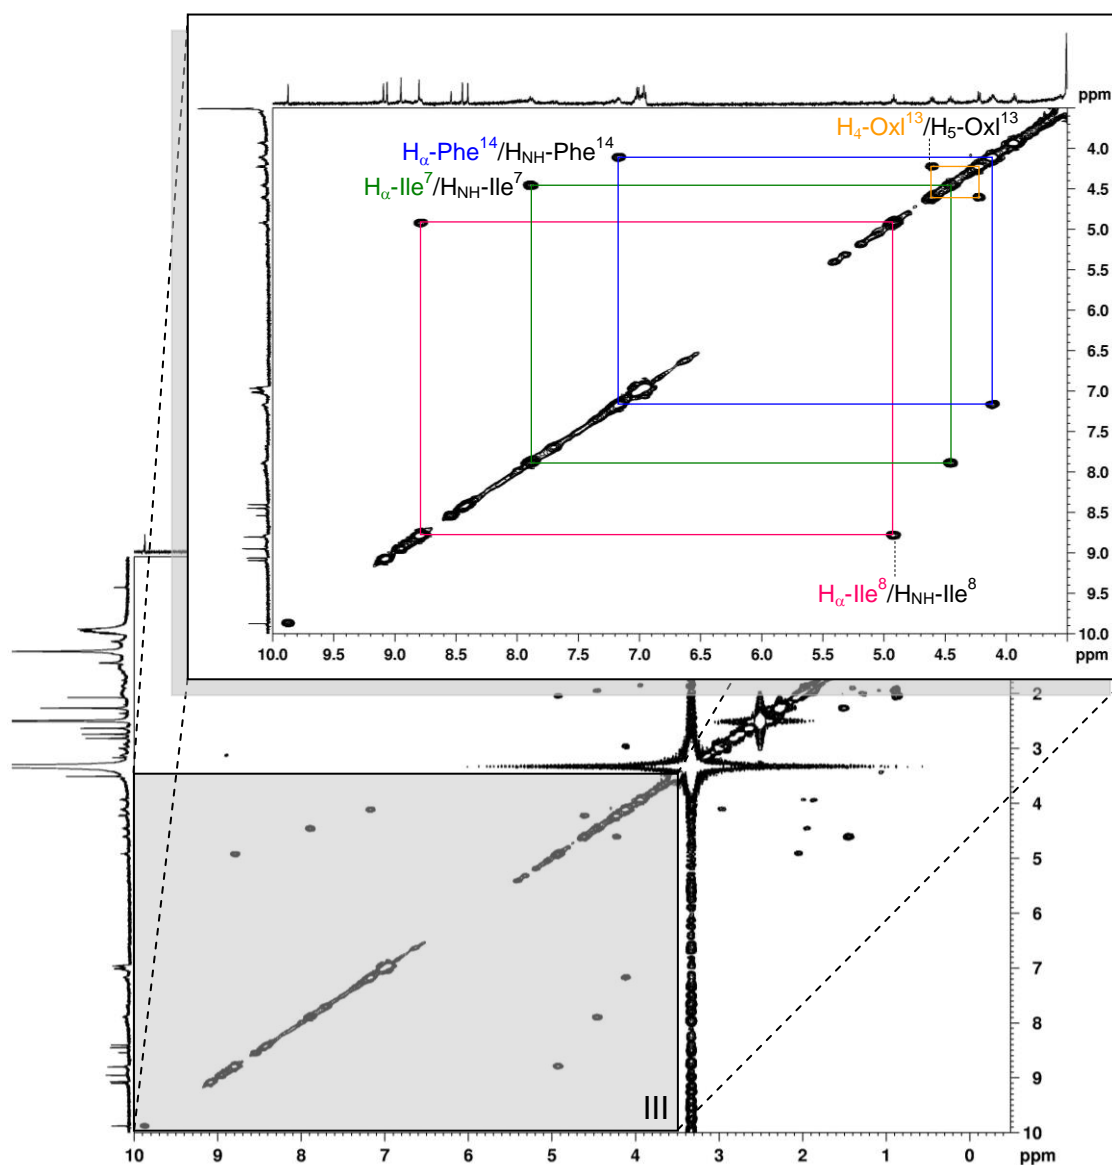 ppm
H4-OxI13/H5-OxI13
Hα-Phe14/HNH-Phe14
Hα-Ile7/HNH-Ile7
4.0
4.5
5.0
5.5
6.0
6.5
7.0
7.5
8.0
8.5
9.0
9.5
10.0
Hα-Ile8/HNH-Ile8
10.0 9.5 9.0 8.5 8.0 7.5 7.0 6.5 6.0 5.5 5.0 4.5 4.0 ppm
2
3
4
5
6
7
8
9
10
III
10 9 8 7 6 5 4 3 2 1 0 ppm